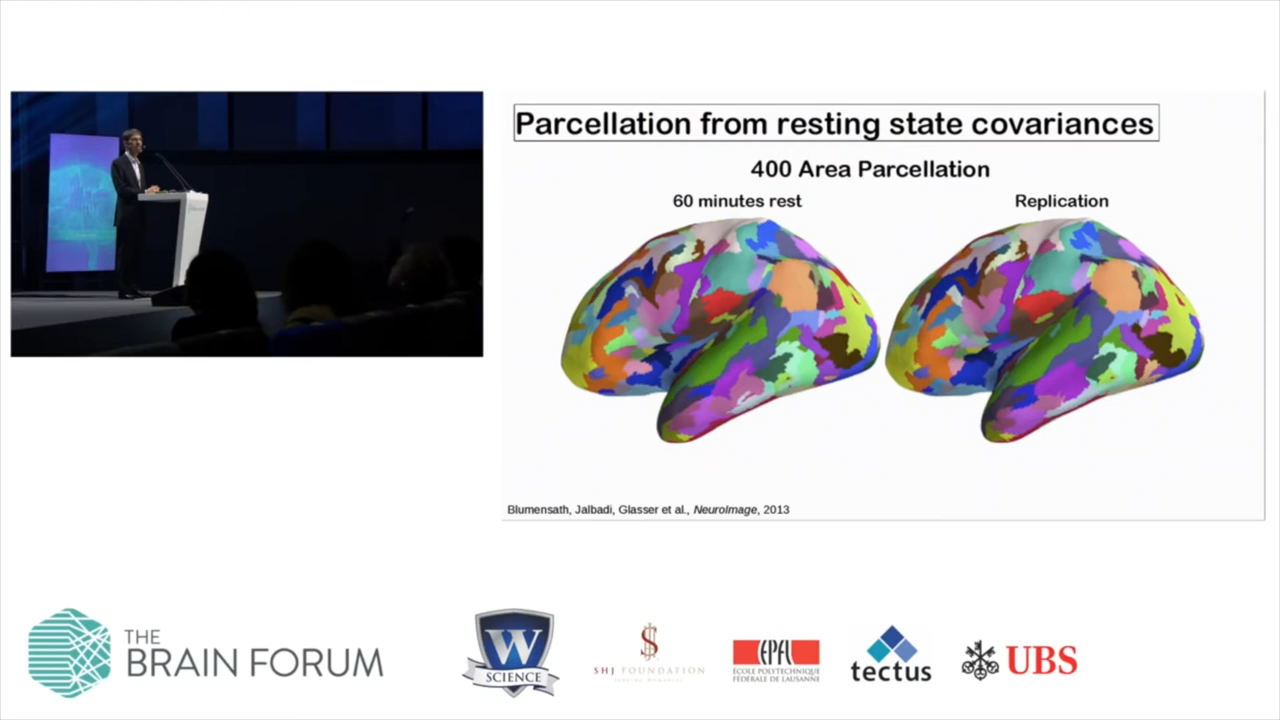 Parcellation from resting state covariances
400 Area Parcellation
60 minutes rest
Replication
Blumensath, Jalbadi, Glasser et al., NeuroImage, 2013
THE
BRAIN FORUM
W
SCIENCE
SHJ FOUNDATION
EPFL
ECOLE POLYTECHNIQUE
FÉDÉRALE DE LAUSANNE
tectus
UBS